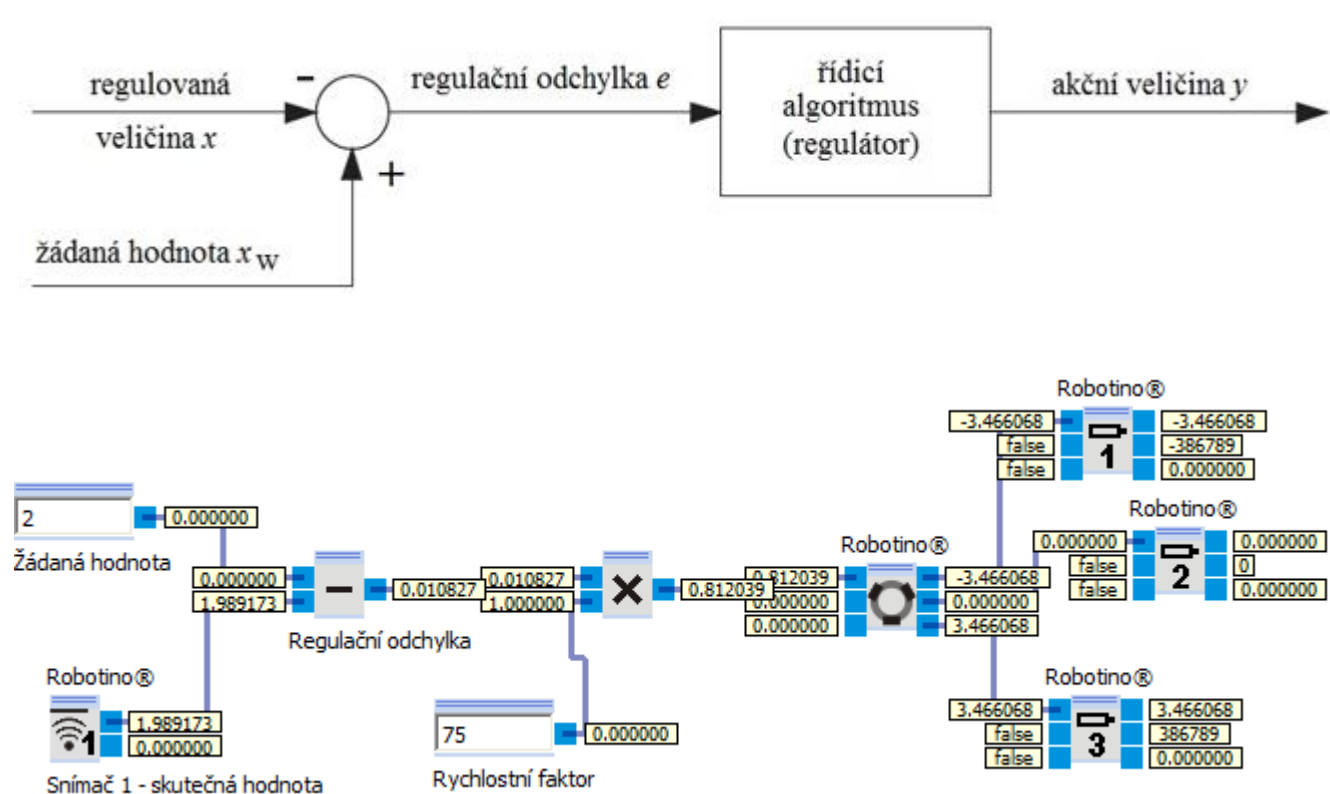 regulovaná
veličina x
-
regulační odchylka e
řídicí
algoritmus
(regulátor)
akční veličina y
+
žádaná hodnota x W
Robotino®
-3.466068
-3.466068
false
1
-386789
false
0.000000
2
0.000000
Žádaná hodnota
Robotino®
0.000000
0.000000
false
2
0
false
0.000000
Robotino®
0.000000
1.989173
−
0.010827
Regulační odchylka
0.010827
1.000000
×
0.812039
0.812039
-3.466068
0.000000
0.000000
0.000000
3.466068
Robotino®
1
1.989173
0.000000
Snímač 1 - skutečná hodnota
75
0.000000
Rychlostní faktor
Robotino®
3.466068
3.466068
false
3
386789
false
0.000000